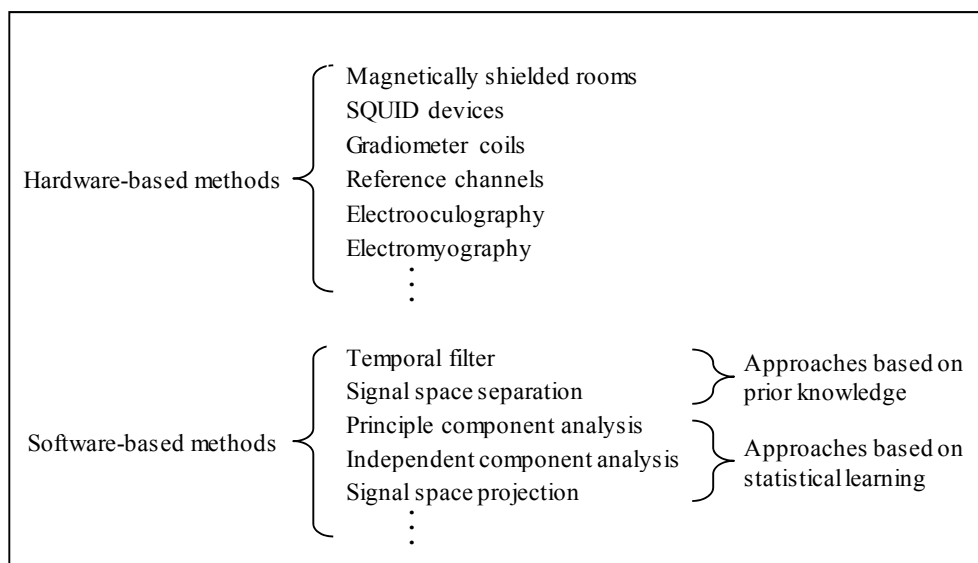 Hardware-based methods
Magnetically shielded rooms
SQUID devices
Gradiometer coils
Reference channels
Electrooculography
Electromyography
Software-based methods
Temporal filter
Signal space separation
Principle component analysis
Independent component analysis
Signal space projection
Approaches based on
prior knowledge
Approaches based on
statistical learning